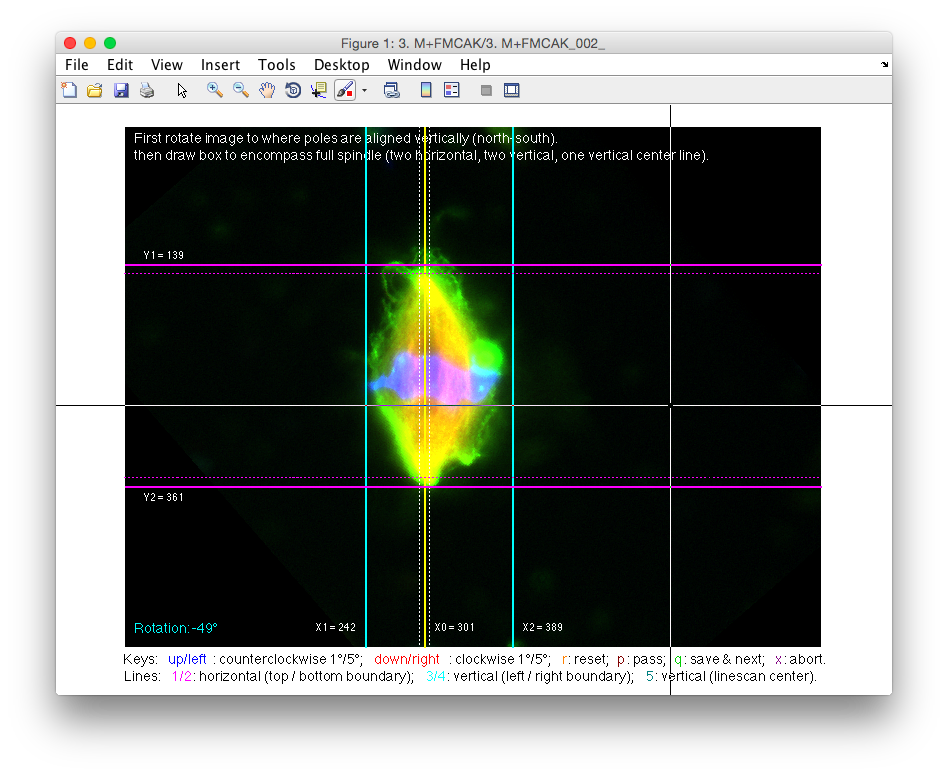 Figure 1: 3. M+FMCAK/3. M+FMCAK_002_
File Edit View Insert Tools Desktop Window Help
First rotate image to where poles are aligned vertically (north-south).
then draw box to encompass full spindle (two horizontal, two vertical, one vertical center line).
Y1 = 139
Y2 = 361
Rotation:-49°
X1 = 242
X0 = 301
X2 = 389
Keys: up/left : counterclockwise 1°/5°; down/right : clockwise 1°/5°; r: reset; p: pass; q: save & next; x: abort.
Lines: 1/2: horizontal (top / bottom boundary); 3/4: vertical (left / right boundary); 5: vertical (linescan center).